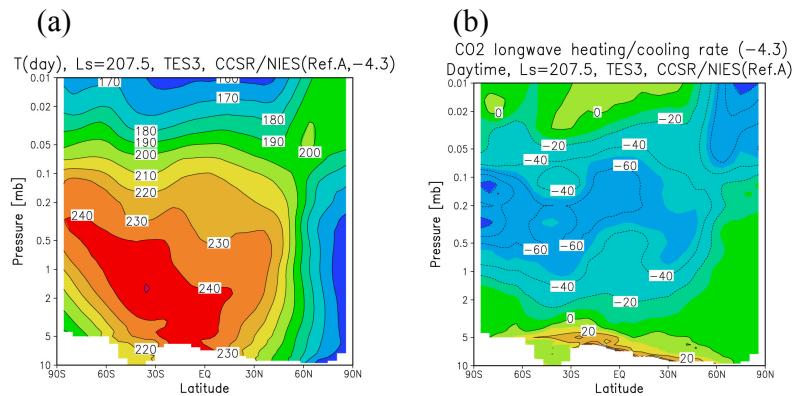 (a)
T(day), Ls=207.5, TES3, CCSR/NIES(Ref.A,−4.3)
0.01
0.02
0.05
0.1
0.2
0.5
1
2
5
10
Pressure [mb]
170
160
170
180
180
190
190
200
200
210
220
230
240
230
240
220
230
90S
60S
30S
EQ
30N
60N
90N
Latitude
(b)
CO2 longwave heating/cooling rate (−4.3)
Daytime, Ls=207.5, TES3, CCSR/NIES(Ref.A)
0.01
0.02
0.05
0.1
0.2
0.5
1
2
5
10
Pressure [mb]
0
0
−20
−20
−40
−40
−60
−40
−60
−60
−40
−40
−20
0
20
20
90S
60S
30S
EQ
30N
60N
90N
Latitude